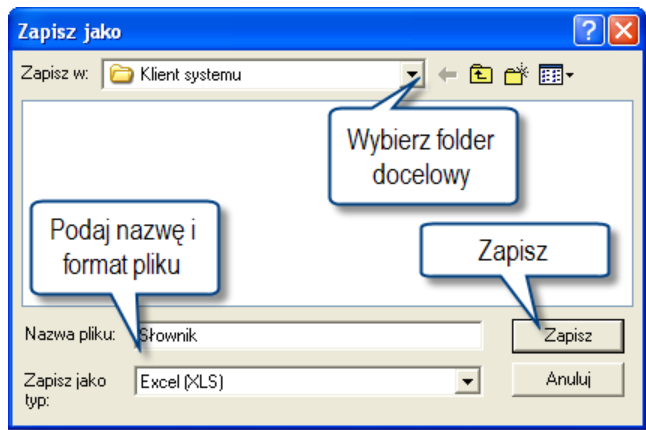 Zapisz jako
Zapisz w: Klient systemu
Wybierz folder
docelowy
Podaj nazwę i
format pliku
Zapisz
Nazwa pliku: Słownik Zapisz
Zapisz jako
typ: Excel (XLS) Anuluj